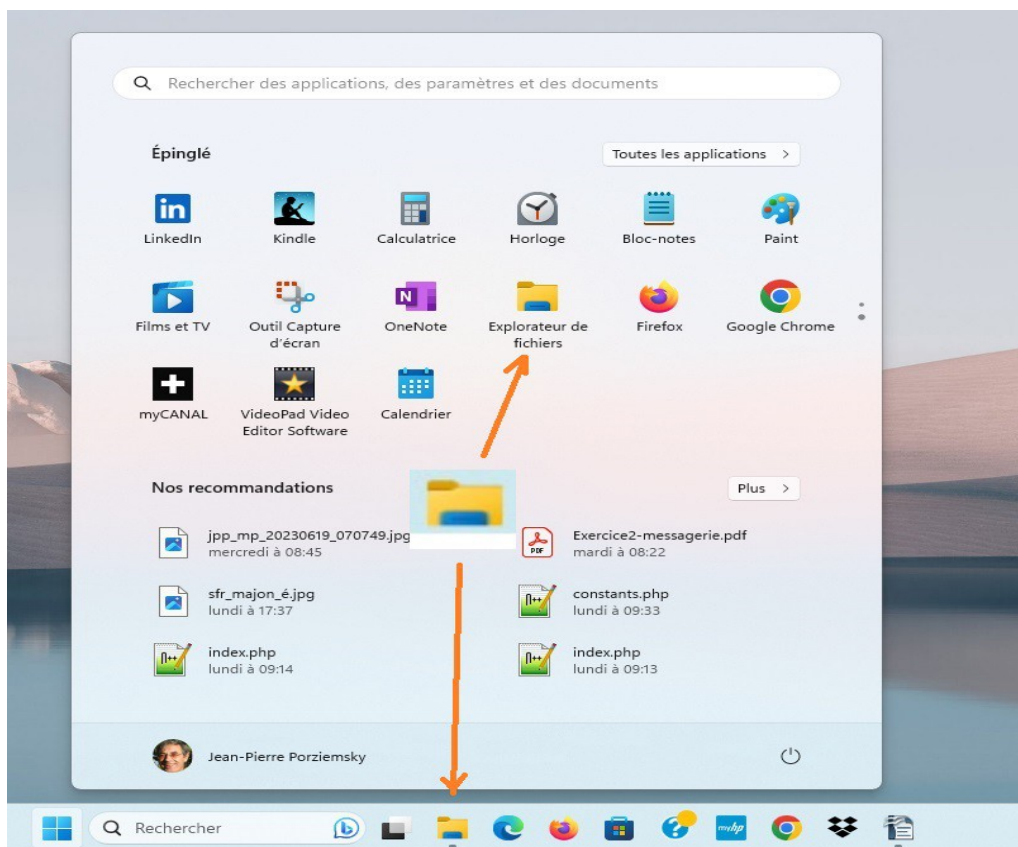 Rechercher des applications, des paramètres et des documents
Épinglé
Toutes les applications >
in
LinkedIn
Kindle
Calculatrice
Horloge
Bloc-notes
Paint
Films et TV
Outil Capture
d'écran
N
OneNote
Explorateur de
fichiers
Firefox
Google Chrome
myCANAL
VideoPad Video
Editor Software
Calendrier
Nos recommandations
Plus >
jpp_mp_20230619_070749.jpg
mercredi à 08:45
PDF
Exercice2-messagerie.pdf
mardi à 08:22
sfr_majon_é.jpg
lundi à 17:37
constants.php
lundi à 09:33
index.php
lundi à 09:14
index.php
lundi à 09:13
Jean-Pierre Porziemsky
Rechercher
b
?
myhp